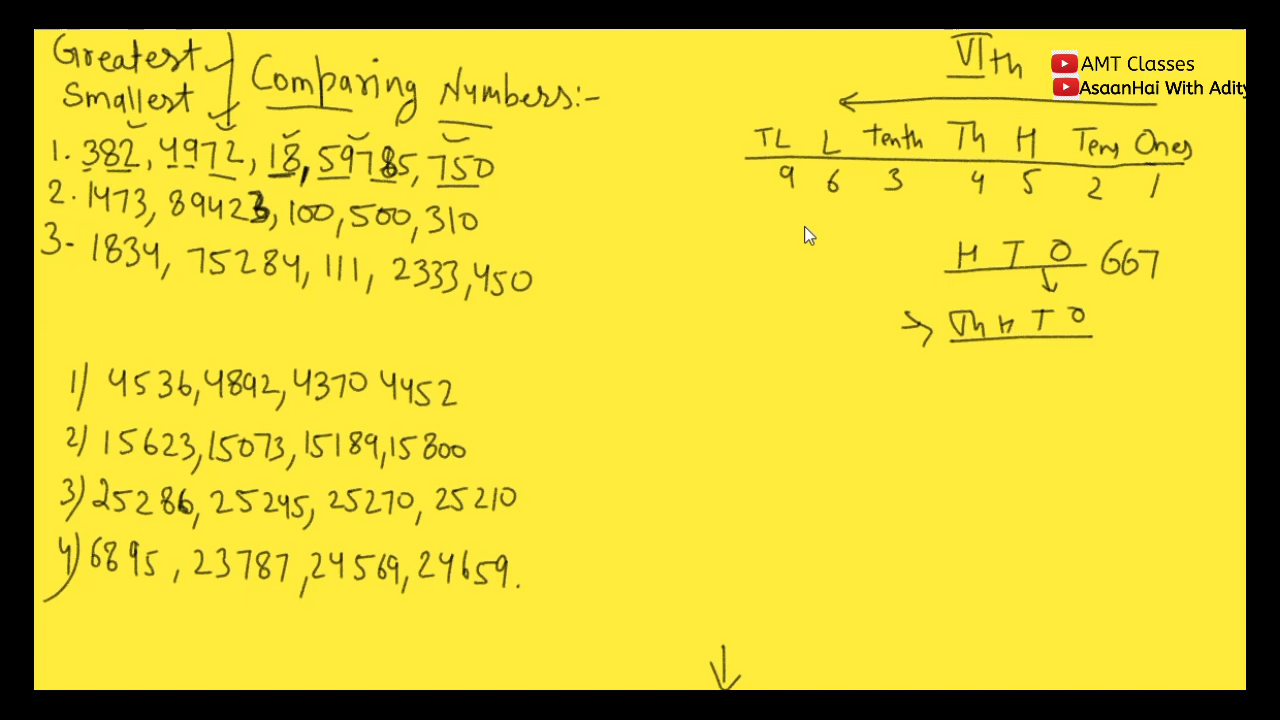 Greatest
Smallest
Comparing Numbers:-
1. 382, 4972, 18, 59785, 750
2. 1473, 89423, 100, 500, 310
3- 1834, 75284, 111, 2333, 450
1) 4536, 4892, 4370 4452
2) 15623, 15073, 15189, 15800
3) 25286, 25245, 25270, 25210
4) 6895, 23787, 24569, 24659.
VIth
AMT Classes
AsaanHai With Adity
TL L Tenth Th H Tens Ones
9 6 3 4 5 2 1
H T O 667
→ Th H T O